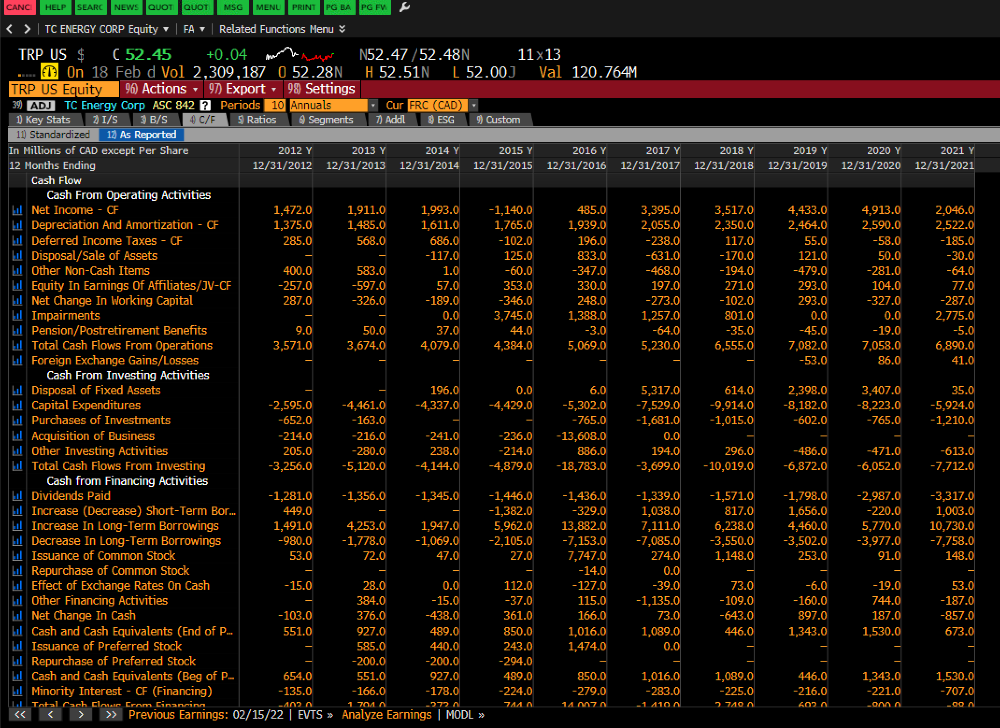 CANC HELP SEARC NEWS QUOT QUOT MSG MENU PRINT PG BA PG FW
TC ENERGY CORP Equity FA Related Functions Menu
TRP US $ C 52.45 +0.04 N52.47/52.48N 11x13
On 18 Feb d Vol 2,309,187 O 52.28N H 52.51N L 52.00J Val 120.764M
TRP US Equity 96) Actions 97) Export 98) Settings
39) ADJ TC Energy Corp ASC 842 ? Periods 10 Annuals Cur FRC (CAD)
1) Key Stats 2) I/S 3) B/S 4) C/F 5) Ratios 6) Segments 7) Addl 8) ESG 9) Custom
11) Standardized 12) As Reported
In Millions of CAD except Per Share 2012 Y 2013 Y 2014 Y 2015 Y 2016 Y 2017 Y 2018 Y 2019 Y 2020 Y 2021 Y
12 Months Ending 12/31/2012 12/31/2013 12/31/2014 12/31/2015 12/31/2016 12/31/2017 12/31/2018 12/31/2019 12/31/2020 12/31/2021
Cash Flow
Cash From Operating Activities
Net Income - CF 1,472.0 1,911.0 1,993.0 -1,140.0 485.0 3,395.0 3,517.0 4,433.0 4,913.0 2,046.0
Depreciation And Amortization - CF 1,375.0 1,485.0 1,611.0 1,765.0 1,939.0 2,055.0 2,350.0 2,464.0 2,590.0 2,522.0
Deferred Income Taxes - CF 285.0 568.0 686.0 -102.0 196.0 -238.0 117.0 55.0 -58.0 -185.0
Disposal/Sale of Assets — — -117.0 125.0 833.0 -631.0 -170.0 121.0 50.0 -30.0
Other Non-Cash Items 400.0 583.0 1.0 -60.0 -347.0 -468.0 -194.0 -479.0 -281.0 -64.0
Equity In Earnings Of Affiliates/JV-CF -257.0 -597.0 57.0 353.0 330.0 197.0 271.0 293.0 104.0 77.0
Net Change In Working Capital 287.0 -326.0 -189.0 -346.0 248.0 -273.0 -102.0 293.0 -327.0 -287.0
Impairments — — 0.0 3,745.0 1,388.0 1,257.0 801.0 0.0 0.0 2,775.0
Pension/Postretirement Benefits 9.0 50.0 37.0 44.0 -3.0 -64.0 -35.0 -45.0 -19.0 -5.0
Total Cash Flows From Operations 3,571.0 3,674.0 4,079.0 4,384.0 5,069.0 5,230.0 6,555.0 7,082.0 7,058.0 6,890.0
Foreign Exchange Gains/Losses — — — — — — — -53.0 86.0 41.0
Cash From Investing Activities
Disposal of Fixed Assets — — 196.0 0.0 6.0 5,317.0 614.0 2,398.0 3,407.0 35.0
Capital Expenditures -2,595.0 -4,461.0 -4,337.0 -4,429.0 -5,302.0 -7,529.0 -9,914.0 -8,182.0 -8,223.0 -5,924.0
Purchases of Investments -652.0 -163.0 — — -765.0 -1,681.0 -1,015.0 -602.0 -765.0 -1,210.0
Acquisition of Business -214.0 -216.0 -241.0 -236.0 -13,608.0 0.0 — — — —
Other Investing Activities 205.0 -280.0 238.0 -214.0 886.0 194.0 296.0 -486.0 -471.0 -613.0
Total Cash Flows From Investing -3,256.0 -5,120.0 -4,144.0 -4,879.0 -18,783.0 -3,699.0 -10,019.0 -6,872.0 -6,052.0 -7,712.0
Cash from Financing Activities
Dividends Paid -1,281.0 -1,356.0 -1,345.0 -1,446.0 -1,436.0 -1,339.0 -1,571.0 -1,798.0 -2,987.0 -3,317.0
Increase (Decrease) Short-Term Bor... 449.0 — — -1,382.0 -329.0 1,038.0 817.0 1,656.0 -220.0 1,003.0
Increase In Long-Term Borrowings 1,491.0 4,253.0 1,947.0 5,962.0 13,882.0 7,111.0 6,238.0 4,460.0 5,770.0 10,730.0
Decrease In Long-Term Borrowings -980.0 -1,778.0 -1,069.0 -2,105.0 -7,153.0 -7,085.0 -3,550.0 -3,502.0 -3,977.0 -7,758.0
Issuance of Common Stock 53.0 72.0 47.0 27.0 7,747.0 274.0 1,148.0 253.0 91.0 148.0
Repurchase of Common Stock — — — — -14.0 0.0 — — — —
Effect of Exchange Rates On Cash -15.0 28.0 0.0 112.0 -127.0 -39.0 73.0 -6.0 -19.0 53.0
Other Financing Activities — 384.0 -15.0 -37.0 115.0 -1,135.0 -109.0 -160.0 744.0 -187.0
Net Change In Cash -103.0 376.0 -438.0 361.0 166.0 73.0 -643.0 897.0 187.0 -857.0
Cash and Cash Equivalents (End of P... 551.0 927.0 489.0 850.0 1,016.0 1,089.0 446.0 1,343.0 1,530.0 673.0
Issuance of Preferred Stock — 585.0 440.0 243.0 1,474.0 0.0 — — — —
Repurchase of Preferred Stock — -200.0 -200.0 -294.0 — — — — — —
Cash and Cash Equivalents (Beg of P... 654.0 551.0 927.0 489.0 850.0 1,016.0 1,089.0 446.0 1,343.0 1,530.0
Minority Interest - CF (Financing) -135.0 -166.0 -178.0 -224.0 -279.0 -283.0 -225.0 -216.0 -221.0 -707.0
Total Cash Flows From Financing -403.0 1,794.0 -373.0 744.0 14,007.0 -1,419.0 2,748.0 693.0 -800.0 -88.0
<< < > >> Previous Earnings: 02/15/22 | EVTS » Analyze Earnings | MODL »